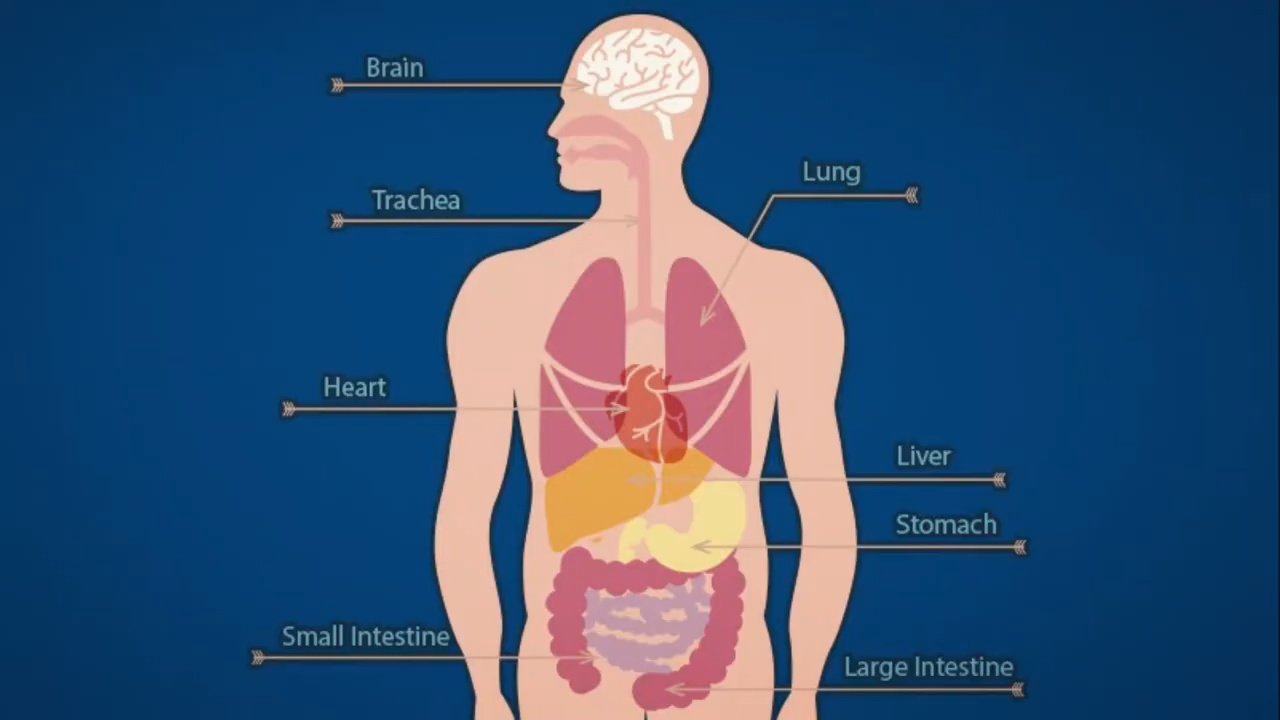 Brain
Lung
Trachea
Heart
Liver
Stomach
Small Intestine
Large Intestine